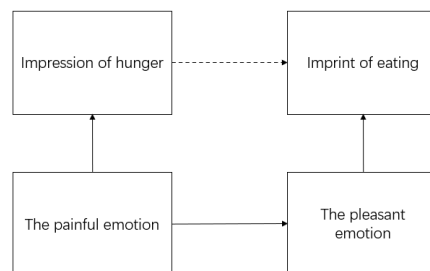 Impression of hunger
Imprint of eating
The painful emotion
The pleasant
emotion